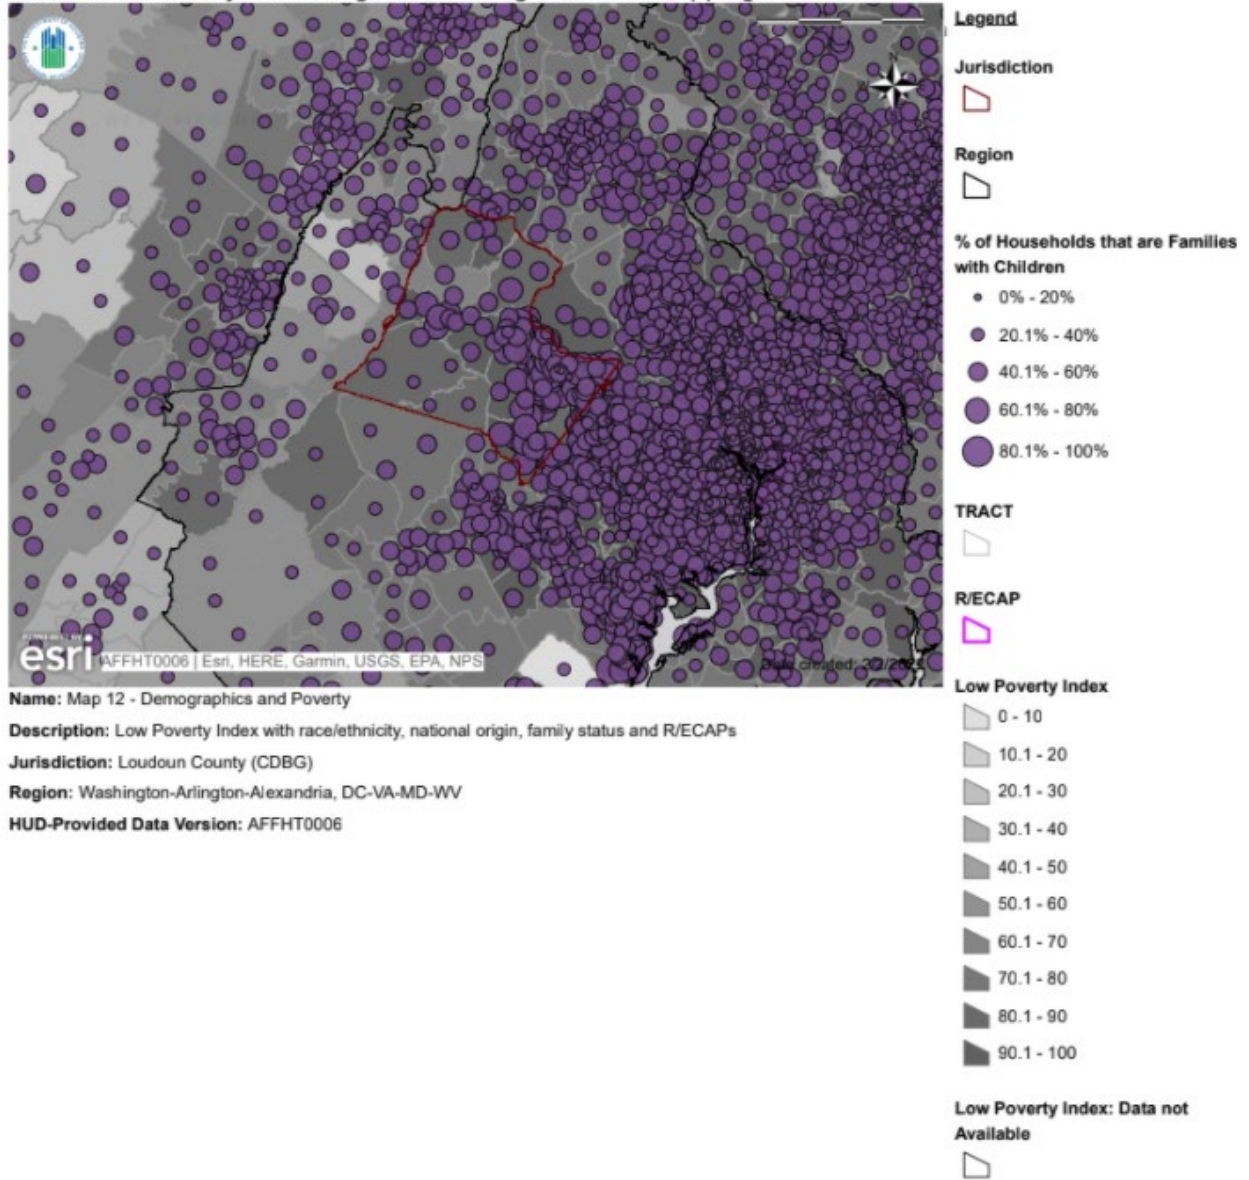 Legend
Jurisdiction
Region
% of Households that are Families
with Children
0% - 20%
20.1% - 40%
40.1% - 60%
60.1% - 80%
80.1% - 100%
TRACT
R/ECAP
esri
AFFHT0006 | Esri, HERE, Garmin, USGS, EPA, NPS
Date created:
Low Poverty Index
0 - 10
10.1 - 20
20.1 - 30
30.1 - 40
40.1 - 50
50.1 - 60
60.1 - 70
70.1 - 80
80.1 - 90
90.1 - 100
Low Poverty Index: Data not
Available
Name: Map 12 - Demographics and Poverty
Description: Low Poverty Index with race/ethnicity, national origin, family status and R/ECAPs
Jurisdiction: Loudoun County (CDBG)
Region: Washington-Arlington-Alexandria, DC-VA-MD-WV
HUD-Provided Data Version: AFFHT0006